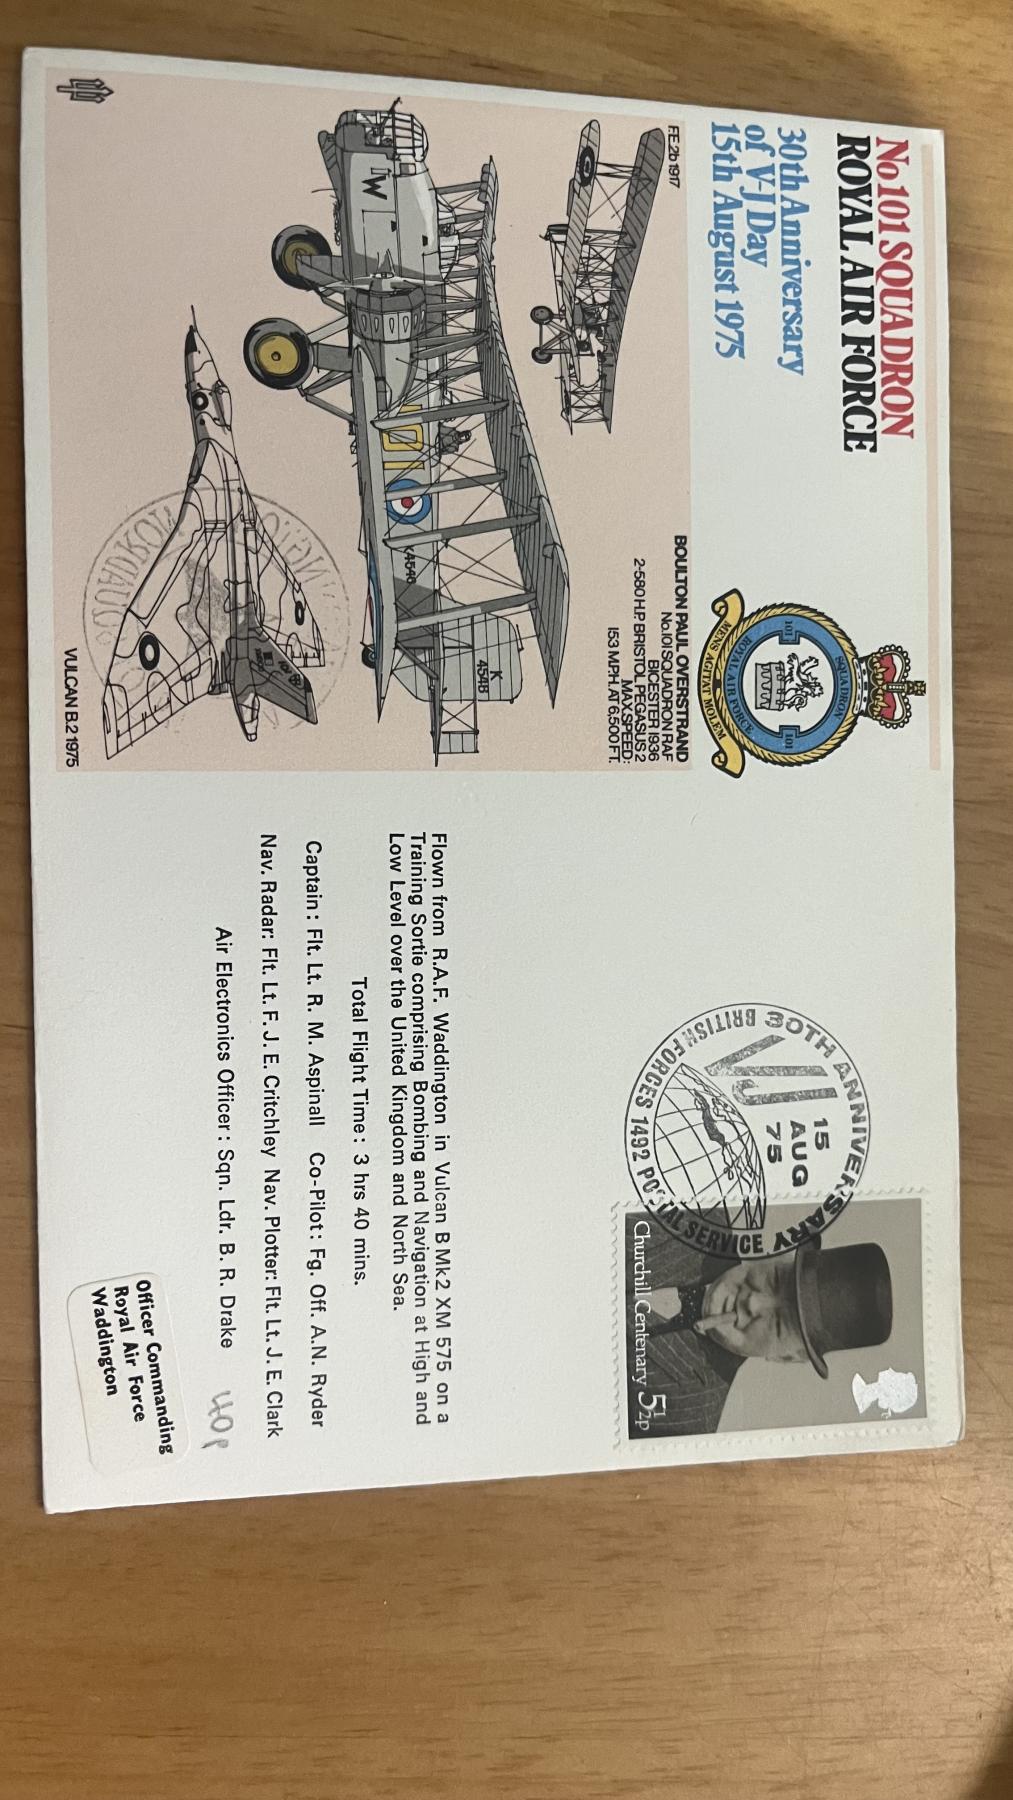 No 101 SQUADRON
ROYAL AIR FORCE
30th Anniversary
of V-J Day
15th August 1975
101
SQUADRON
101
ROYAL AIR FORCE
MENS AGITAT MOLEM
F.E.2b 1917
BOULTON PAUL OVERSTRAND
No.101 SQUADRON RAF
BICESTER 1936
2-580 H.P. BRISTOL PEGASUS 2
MAX.SPEED:
153 M.P.H. AT 6,500 FT.
W
101
K4546
K
4546
VULCAN B.2 1975
30TH ANNIVERSARY
VJ
15
AUG
75
BRITISH FORCES 1492 POSTAL SERVICE
Churchill Centenary 5½p
Flown from R.A.F. Waddington in Vulcan B Mk2 XM 575 on a
Training Sortie comprising Bombing and Navigation at High and
Low Level over the United Kingdom and North Sea.
Total Flight Time: 3 hrs 40 mins.
Captain: Flt. Lt. R. M. Aspinall Co-Pilot: Fg. Off. A.N. Ryder
Nav. Radar: Flt. Lt. F. J. E. Critchley Nav. Plotter: Flt. Lt. J. E. Clark
Air Electronics Officer: Sqn. Ldr. B. R. Drake
40p
Officer Commanding
Royal Air Force
Waddington